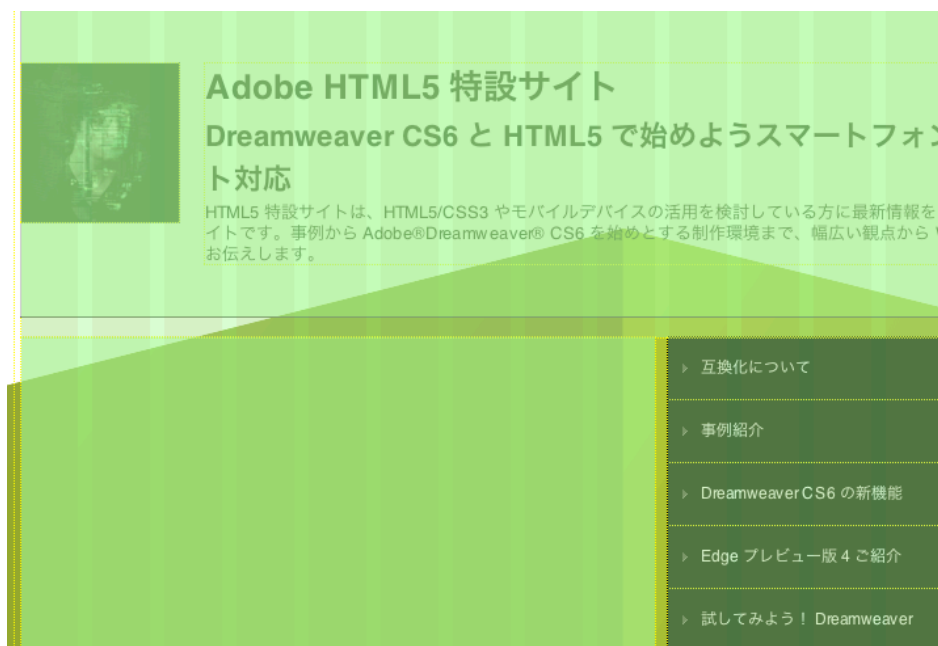 Adobe HTML5 特設サイト
Dreamweaver CS6 と HTML5 で始めようスマートフォン
ト対応
HTML5 特設サイトは、HTML5/CSS3 やモバイルデバイスの活用を検討している方に最新情報を
イトです。事例から Adobe®Dreamweaver® CS6 を始めとする制作環境まで、幅広い観点から
お伝えします。
互換化について
事例紹介
Dreamweaver CS6 の新機能
Edge プレビュー版 4 ご紹介
試してみよう！ Dreamweaver